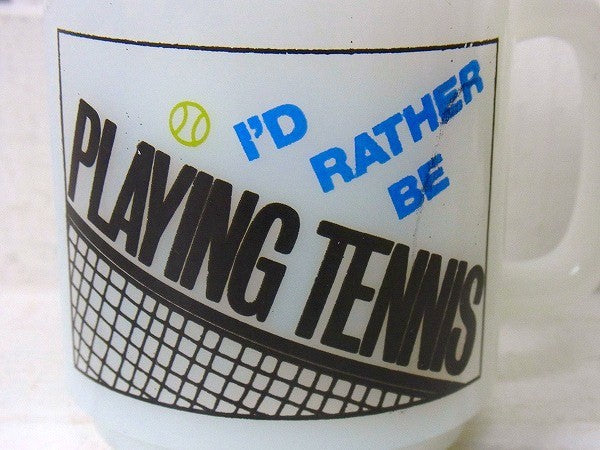 I'D
RATHER
BE
PLAYING TENNIS